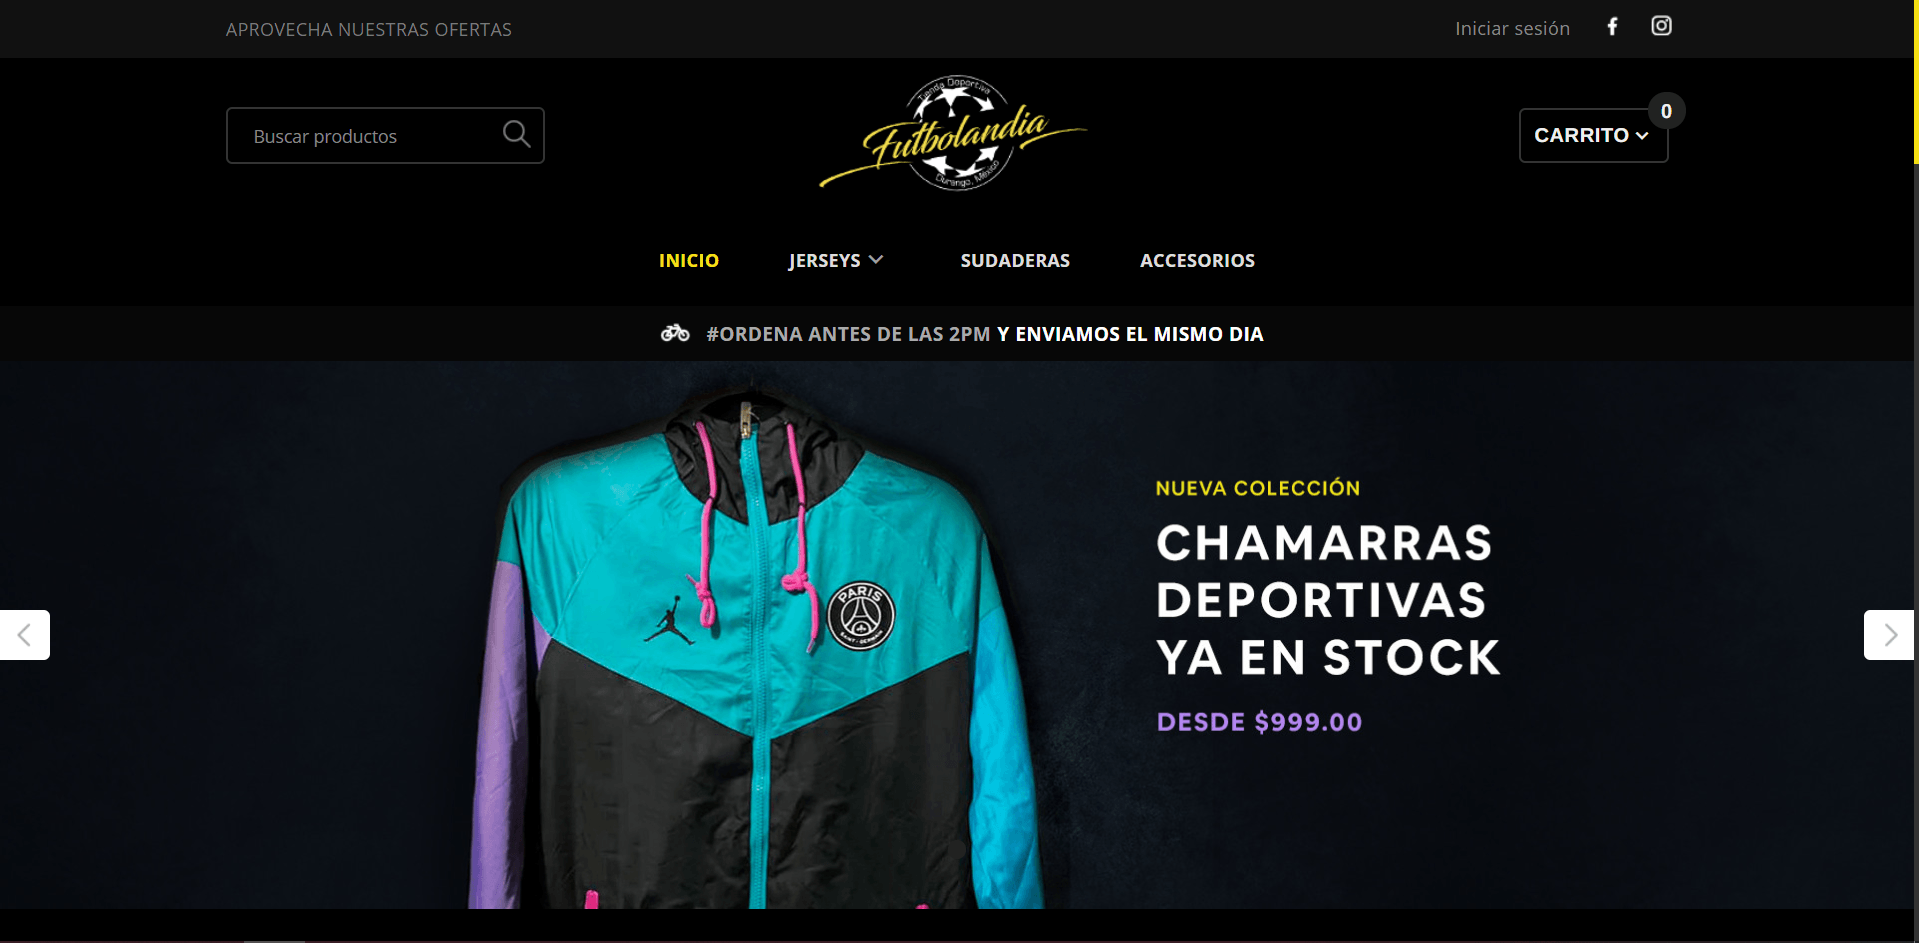 APROVECHA NUESTRAS OFERTAS
Iniciar sesión
Buscar productos
Tienda Deportiva
Futbolandia
Durango, México
0
CARRITO
INICIO
JERSEYS
SUDADERAS
ACCESORIOS
#ORDENA ANTES DE LAS 2PM Y ENVIAMOS EL MISMO DIA
PARIS
SAINT-GERMAIN
NUEVA COLECCIÓN
CHAMARRAS
DEPORTIVAS
YA EN STOCK
DESDE $999.00